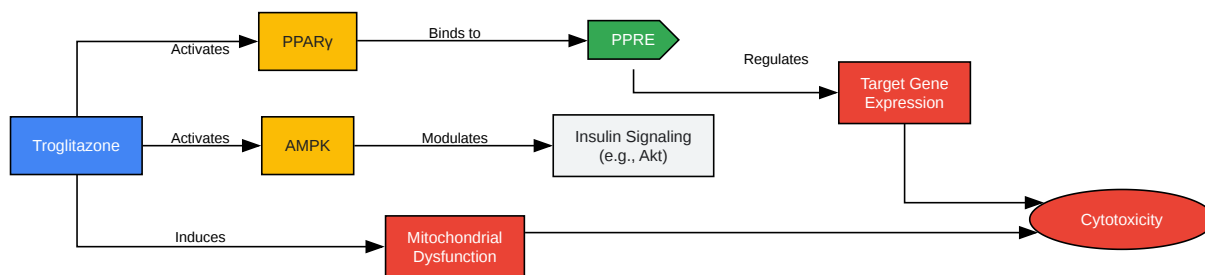 PPARγ
Binds to
PPRE
Activates
Regulates
Target Gene
Expression
Troglitazone
Activates
AMPK
Modulates
Insulin Signaling
(e.g., Akt)
Cytotoxicity
Induces
Mitochondrial
Dysfunction